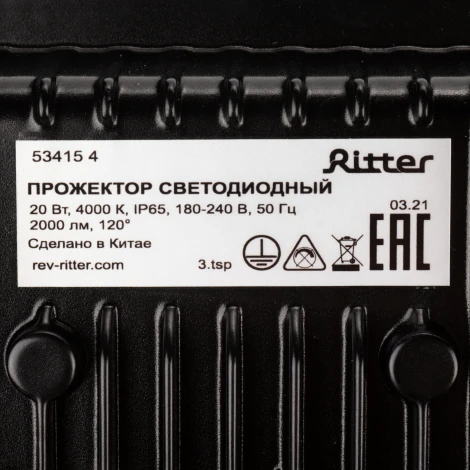 53415 4
Ritter
ПРОЖЕКТОР СВЕТОДИОДНЫЙ
20 Вт, 4000 К, IP65, 180-240 В, 50 Гц
03.21
2000 лм, 120°
Сделано в Китае
rev-ritter.com
3.tsp
EAC